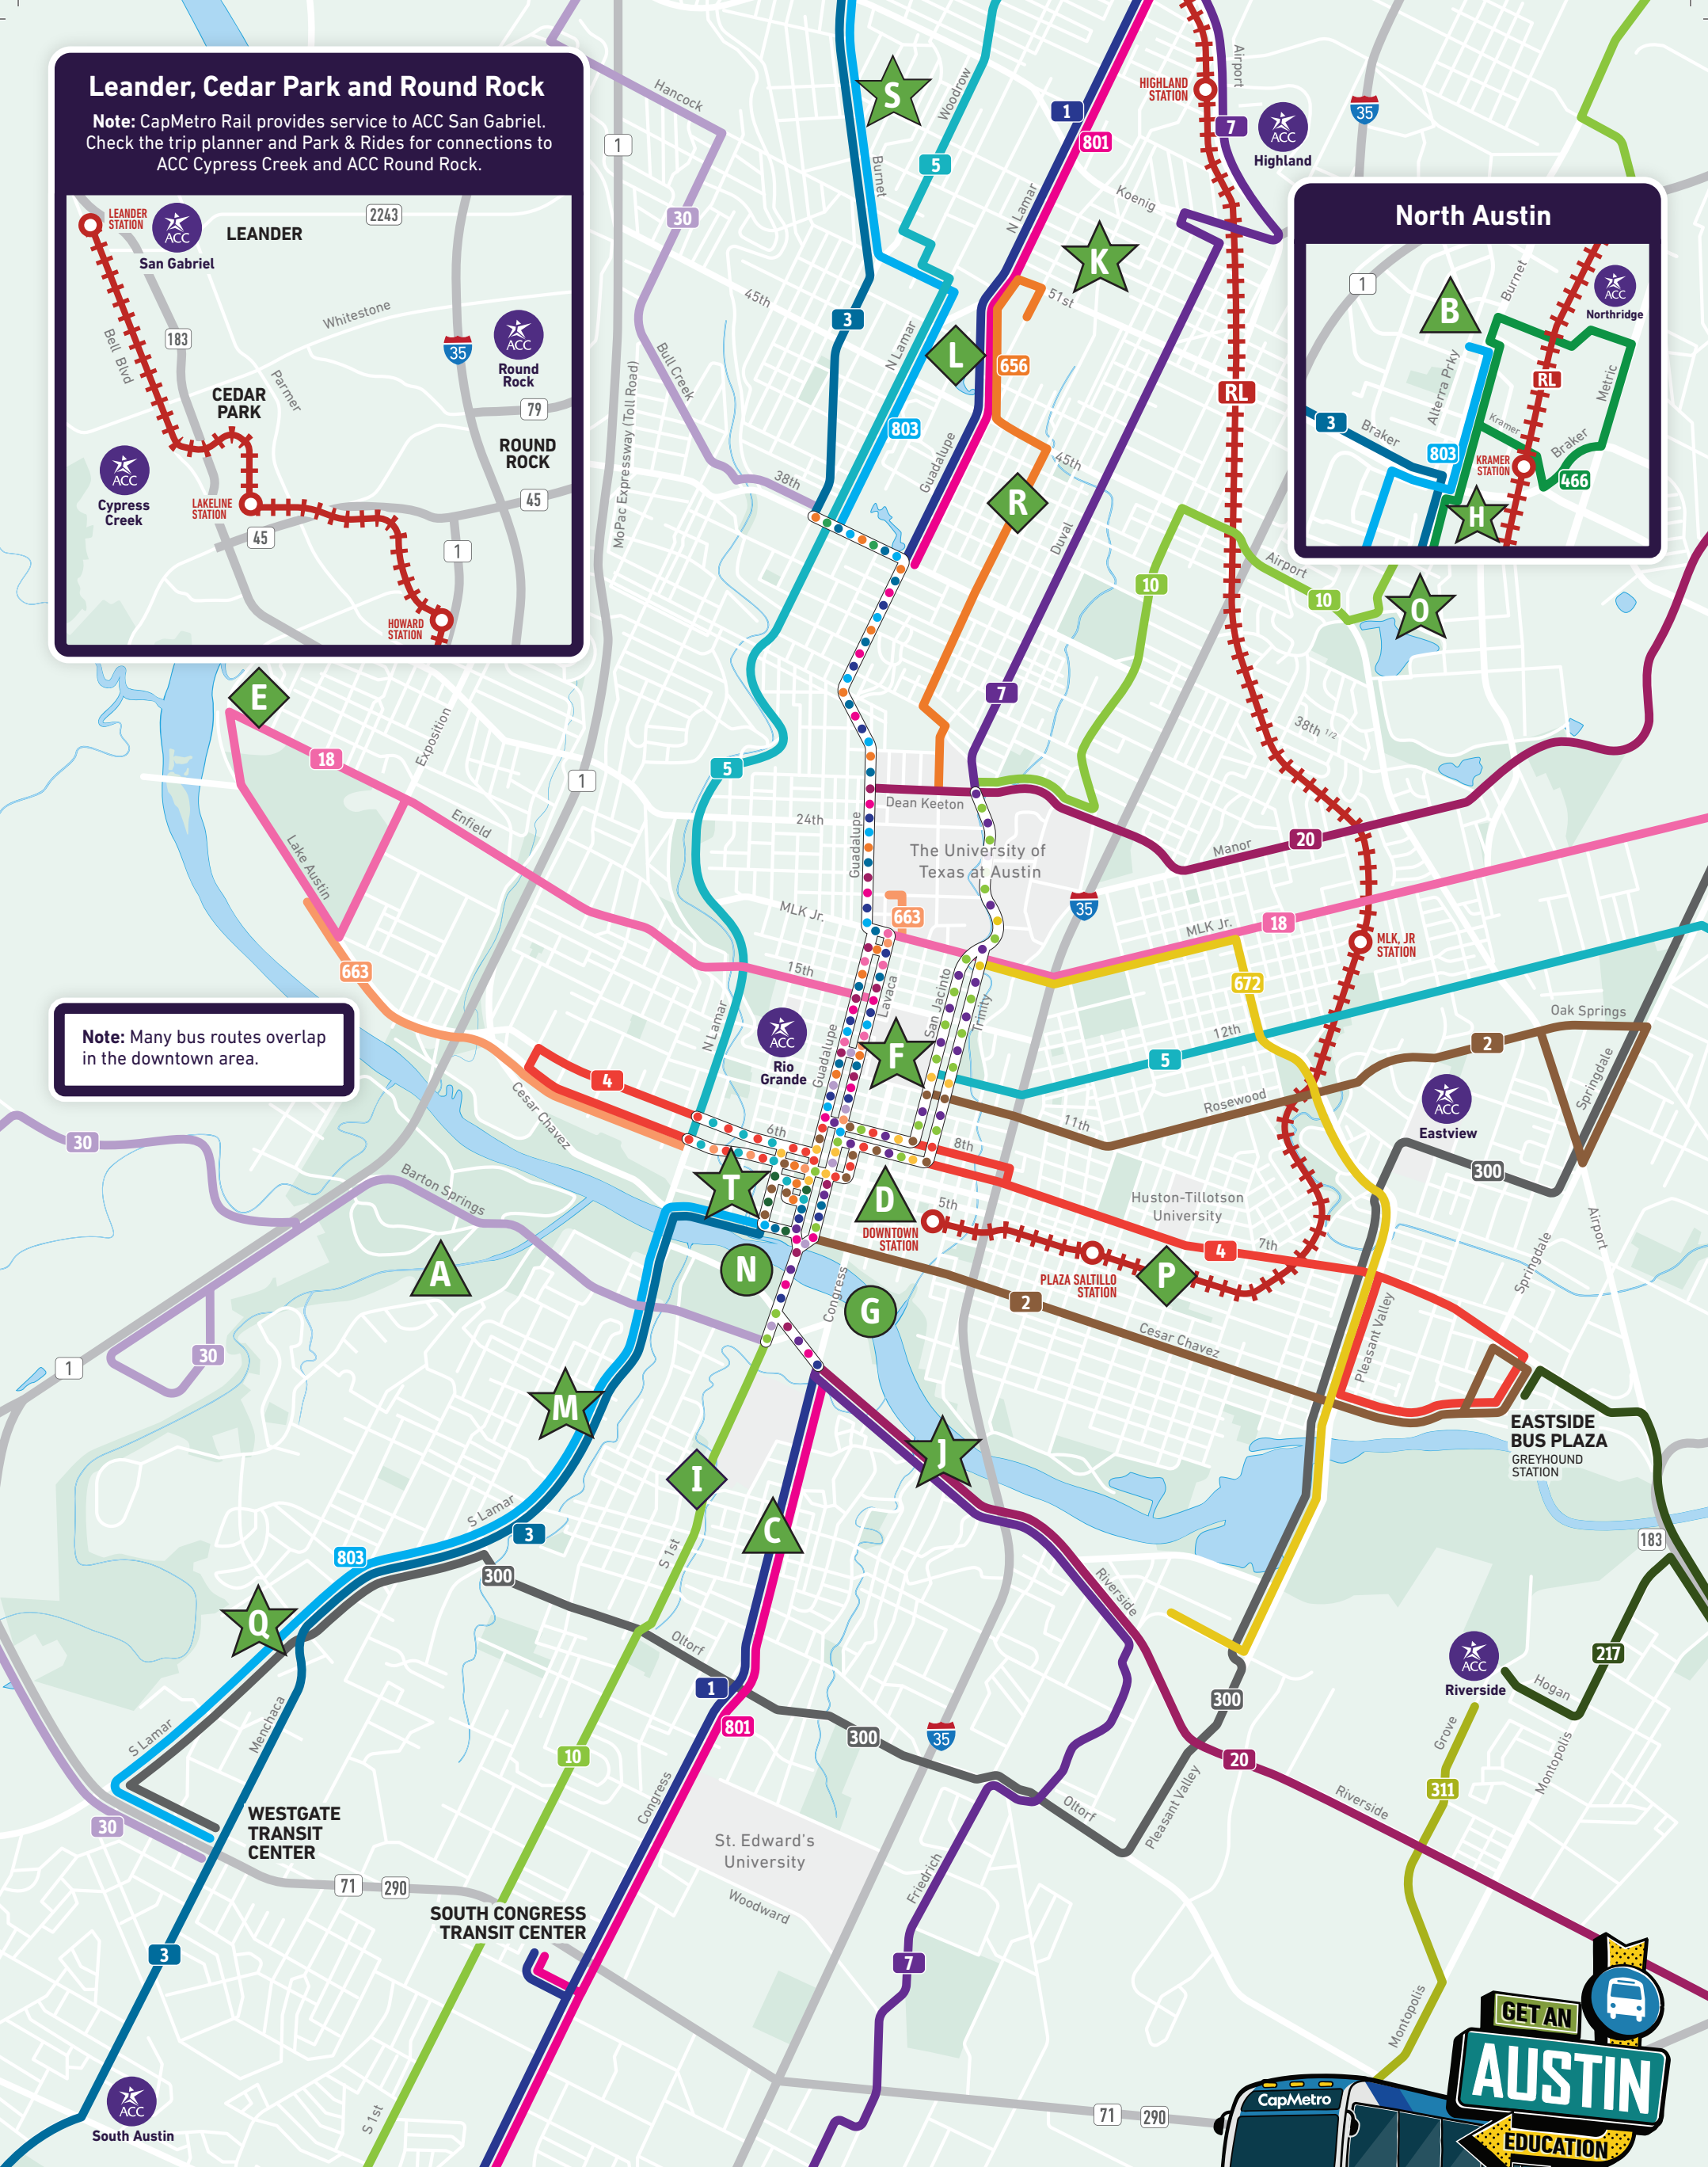 Leander, Cedar Park and Round Rock
Note: CapMetro Rail provides service to ACC San Gabriel.
Check the trip planner and Park & Rides for connections to
ACC Cypress Creek and ACC Round Rock.
LEANDER
STATION
ACC
San Gabriel
LEANDER
2243
Bell Blvd
183
Whitestone
Parmer
35
ACC
Round
Rock
CEDAR
PARK
79
ROUND
ROCK
ACC
Cypress
Creek
LAKELINE
STATION
45
45
1
HOWARD
STATION
Hancock
1
30
45th
Bull Creek
MoPac Expressway (Toll Road)
38th
S
Burnet
Woodrow
5
3
N Lamar
803
1
801
N Lamar
Koenig
K
51st
L
656
Guadalupe
45th
R
Duval
HIGHLAND
STATION
Airport
7
ACC
Highland
35
RL
North Austin
1
B
Burnet
ACC
Northridge
RL
Alterra Prky
Metric
3
Braker
Kramer
803
KRAMER
STATION
Braker
466
H
10
Airport
10
O
7
38th 1/2
E
18
Exposition
1
5
Enfield
Lake Austin
24th
Guadalupe
Dean Keeton
The University of
Texas at Austin
Manor
20
35
MLK Jr.
663
MLK Jr.
18
MLK, JR
STATION
663
15th
Lavaca
San Jacinto
Trinity
672
Note: Many bus routes overlap
in the downtown area.
N Lamar
ACC
Rio
Grande
Guadalupe
F
12th
5
2
Oak Springs
4
Cesar Chavez
6th
8th
11th
Rosewood
ACC
Eastview
Springdale
300
30
Barton Springs
T
D
5th
DOWNTOWN
STATION
Huston-Tillotson
University
7th
4
Airport
Springdale
A
N
G
Congress
PLAZA SALTILLO
STATION
P
2
Cesar Chavez
Pleasant Valley
30
1
M
EASTSIDE
BUS PLAZA
GREYHOUND
STATION
I
J
C
S Lamar
3
803
300
S 1st
183
Q
Oltorf
Riverside
217
ACC
Riverside
Hogan
1
801
300
300
35
Menchaca
S Lamar
10
20
Grove
Montopolis
311
Congress
Oltorf
Pleasant Valley
Riverside
30
WESTGATE
TRANSIT
CENTER
St. Edward's
University
71
290
Woodward
Friedrich
SOUTH CONGRESS
TRANSIT CENTER
3
7
Montopolis
ACC
South Austin
S 1st
71
290
GET AN
AUSTIN
EDUCATION
CapMetro